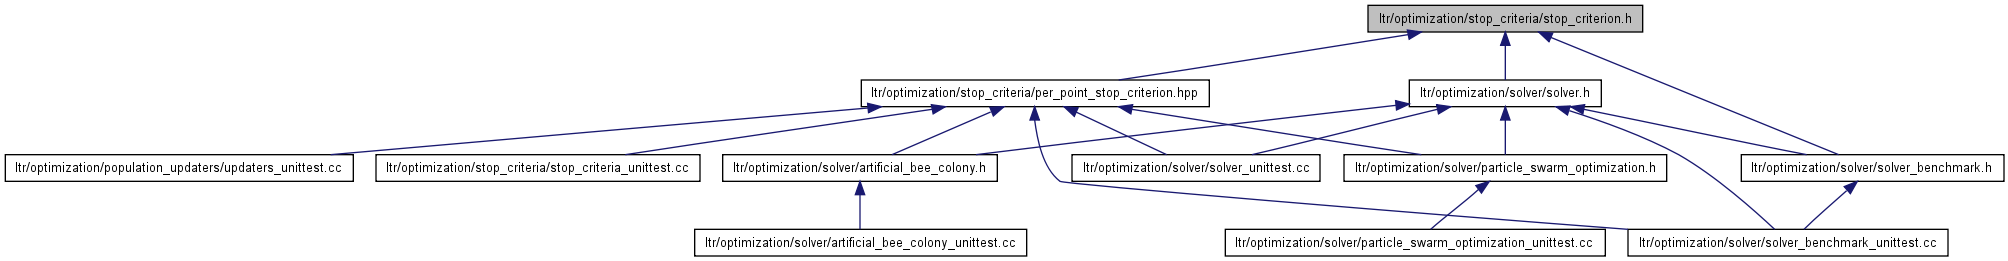 ltr/optimization/stop_criteria/stop_criterion.h
ltr/optimization/stop_criteria/per_point_stop_criterion.hpp
ltr/optimization/solver/solver.h
ltr/optimization/population_updaters/updaters_unittest.cc
ltr/optimization/stop_criteria/stop_criteria_unittest.cc
ltr/optimization/solver/artificial_bee_colony.h
ltr/optimization/solver/solver_unittest.cc
ltr/optimization/solver/particle_swarm_optimization.h
ltr/optimization/solver/solver_benchmark.h
ltr/optimization/solver/artificial_bee_colony_unittest.cc
ltr/optimization/solver/particle_swarm_optimization_unittest.cc
ltr/optimization/solver/solver_benchmark_unittest.cc